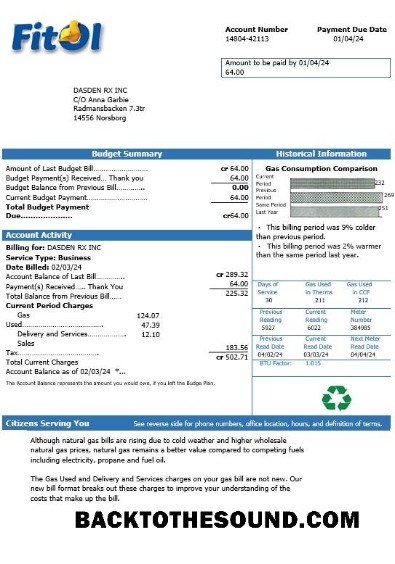 FitOl
Account Number Payment Due Date
14804-42113 01/04/24
Amount to be paid by 01/04/24
64.00
DASDEN RX INC
C/O Anna Garbie
Radmansbacken 7.3tr
14556 Norsborg
Budget Summary
Amount of Last Budget Bill........................... cr 64.00
Budget Payment(s) Received... Thank you 64.00
Budget Balance from Previous Bill............. 0.00
Current Budget Payment............................. cr 64.00
Total Budget Payment
Due..................... cr64.00
Historical Information
Gas Consumption Comparison
Current
Period 232
Previous
Period 269
Same Period
Last Year 251
- This billing period was 9% colder
than previous period.
- This billing period was 2% warmer
than the same period last year.
Account Activity
Billing for: DASDEN RX INC
Service Type: Business
Date Billed: 02/03/24
Account Balance of Last Bill............. cr 289.32
Payment(s) Received..... Thank you 64.00
Total Balance from Previous Bill...... 225.32
Current Period Charges
Gas 124.07
Used........................................ 47.39
Delivery and Services..................... 12.10
Sales
Tax........................................ 183.56
Total Current Charges cr 502.71
Account Balance as of 02/03/24 *...
The Account Balance represents the amount you would owe, if you left the Budge Plan.
Days of Service Gas Used in Therms Gas Used in CCF
30 211 212
Previous Reading Current Reading Meter Number
5927 6022 384985
Previous Read Date Current Read Date Next Meter Read Date
04/02/24 03/03/24 04/04/24
BTU Factor: 1.015
Citizens Serving You See reverse side for phone numbers, office location, hours, and definition of terms.
Although natural gas bills are rising due to cold weather and higher wholesale
natural gas prices, natural gas remains a better value compared to competing fuels
including electricity, propane and fuel oil.
The Gas Used and Delivery and Services charges on your gas bill are not new. Our
new bill format breaks out these charges to improve your understanding of the
costs that make up the bill.
BACKTOTHESOUND.COM